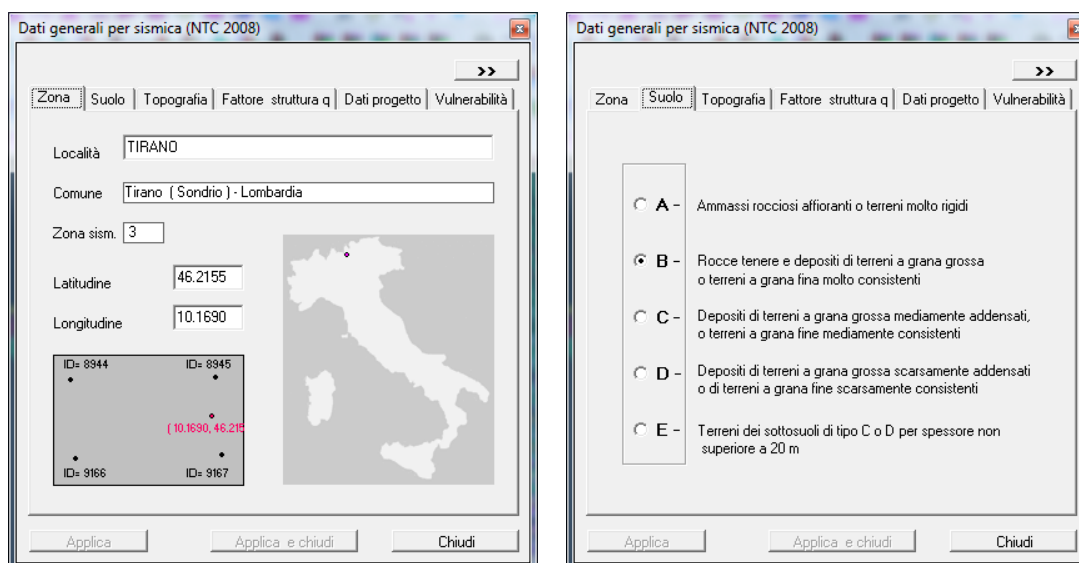 Dati generali per sismica (NTC 2008)
>>
Zona Suolo Topografia Fattore struttura q Dati progetto Vulnerabilità
Località TIRANO
Comune Tirano ( Sondrio ) - Lombardia
Zona sism. 3
Latitudine 46.2155
Longitudine 10.1690
ID= 8944 ID= 8945
( 10.1690, 46.215
ID= 9166 ID= 9167
Applica Applica e chiudi Chiudi
Dati generali per sismica (NTC 2008)
>>
Zona Suolo Topografia Fattore struttura q Dati progetto Vulnerabilità
A - Ammassi rocciosi affioranti o terreni molto rigidi
B - Rocce tenere e depositi di terreni a grana grossa
o terreni a grana fina molto consistenti
C - Depositi di terreni a grana grossa mediamente addensati,
o terreni a grana fine mediamente consistenti
D - Depositi di terreni a grana grossa scarsamente addensati
o di terreni a grana fine scarsamente consistenti
E - Terreni dei sottosuoli di tipo C o D per spessore non
superiore a 20 m
Applica Applica e chiudi Chiudi